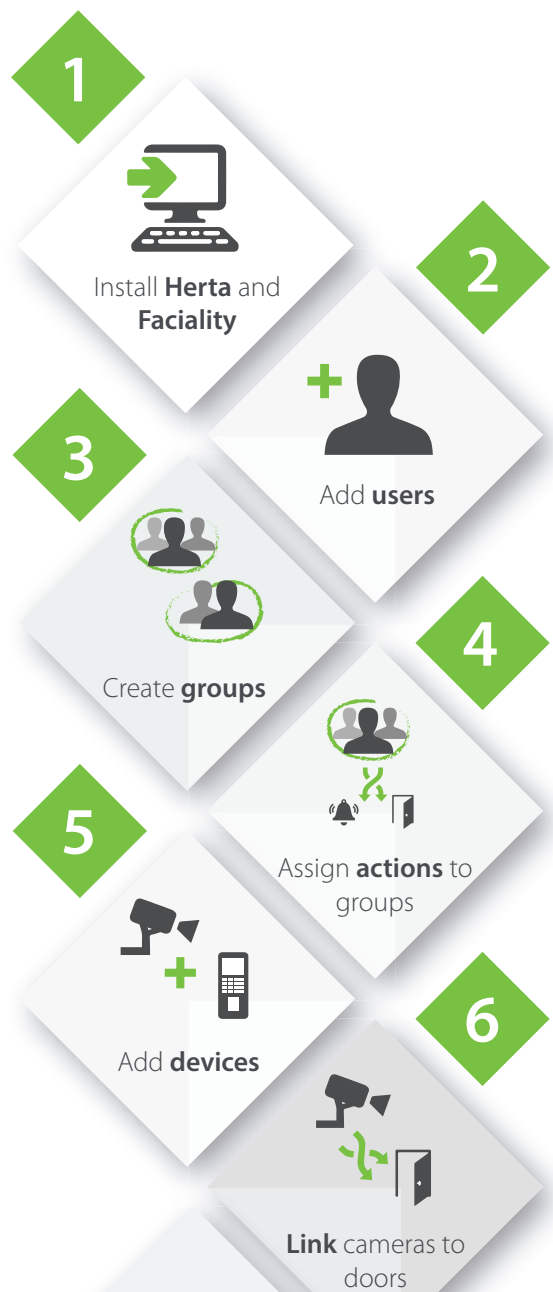 1
Install Herta and
Faciality
2
Add users
3
Create groups
4
Assign actions to
groups
5
Add devices
6
Link cameras to
doors